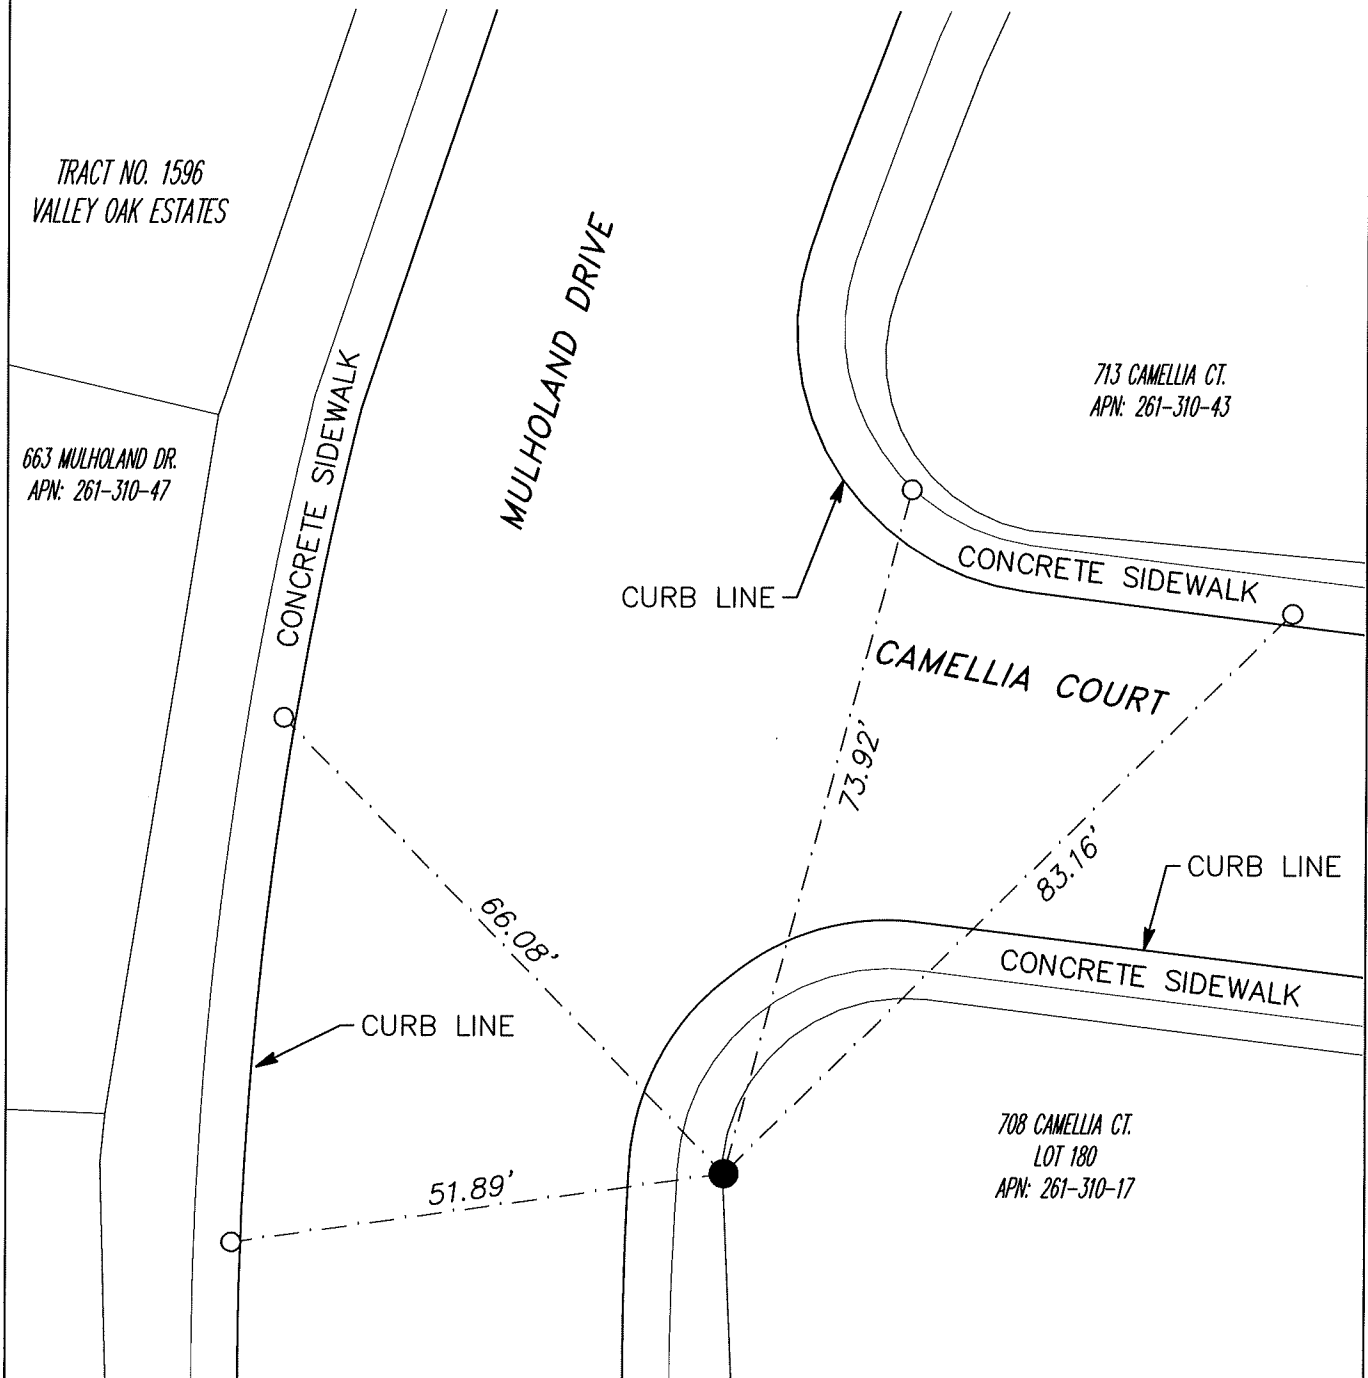 TRACT NO. 1596
VALLEY OAK ESTATES
MULHOLAND DRIVE
CONCRETE SIDEWALK
713 CAMELLIA CT.
APN: 261-310-43
663 MULHOLAND DR.
APN: 261-310-47
CURB LINE
CONCRETE SIDEWALK
CAMELLIA COURT
73.92'
83.16'
CURB LINE
66.08'
CONCRETE SIDEWALK
CURB LINE
708 CAMELLIA CT.
LOT 180
APN: 261-310-17
51.89'